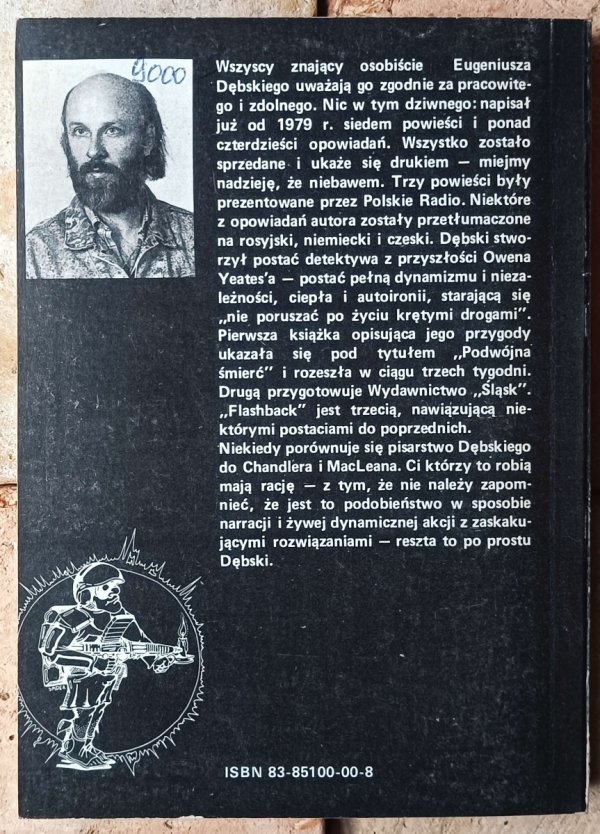 9000
Wszyscy znający osobiście Eugeniusza
Dębskiego uważają go zgodnie za pracowite-
go i zdolnego. Nic w tym dziwnego: napisał
już od 1979 r. siedem powieści i ponad
czterdzieści opowiadań. Wszystko zostało
sprzedane i ukaże się drukiem — miejmy
nadzieję, że niebawem. Trzy powieści były
prezentowane przez Polskie Radio. Niektóre
z opowiadań autora zostały przetłumaczone
na rosyjski, niemiecki i czeski. Dębski stwo-
rzył postać detektywa z przyszłości Owena
Yeates'a — postać pełną dynamizmu i nieza-
leżności, ciepła i autoironii, starającą się
„nie poruszać po życiu krętymi drogami”.
Pierwsza książka opisująca jego przygody
ukazała się pod tytułem „Podwójna
śmierć” i rozeszła w ciągu trzech tygodni.
Drugą przygotowuje Wydawnictwo „Śląsk”.
„Flashback” jest trzecią, nawiązującą nie-
którymi postaciami do poprzednich.
Niekiedy porównuje się pisarstwo Dębskiego
do Chandlera i MacLeana. Ci którzy to robią
mają rację — z tym, że nie należy zapom-
nieć, że jest to podobieństwo w sposobie
narracji i żywej dynamicznej akcji z zaskaku-
jącymi rozwiązaniami — reszta to po prostu
Dębski.
ISBN 83-85100-00-8